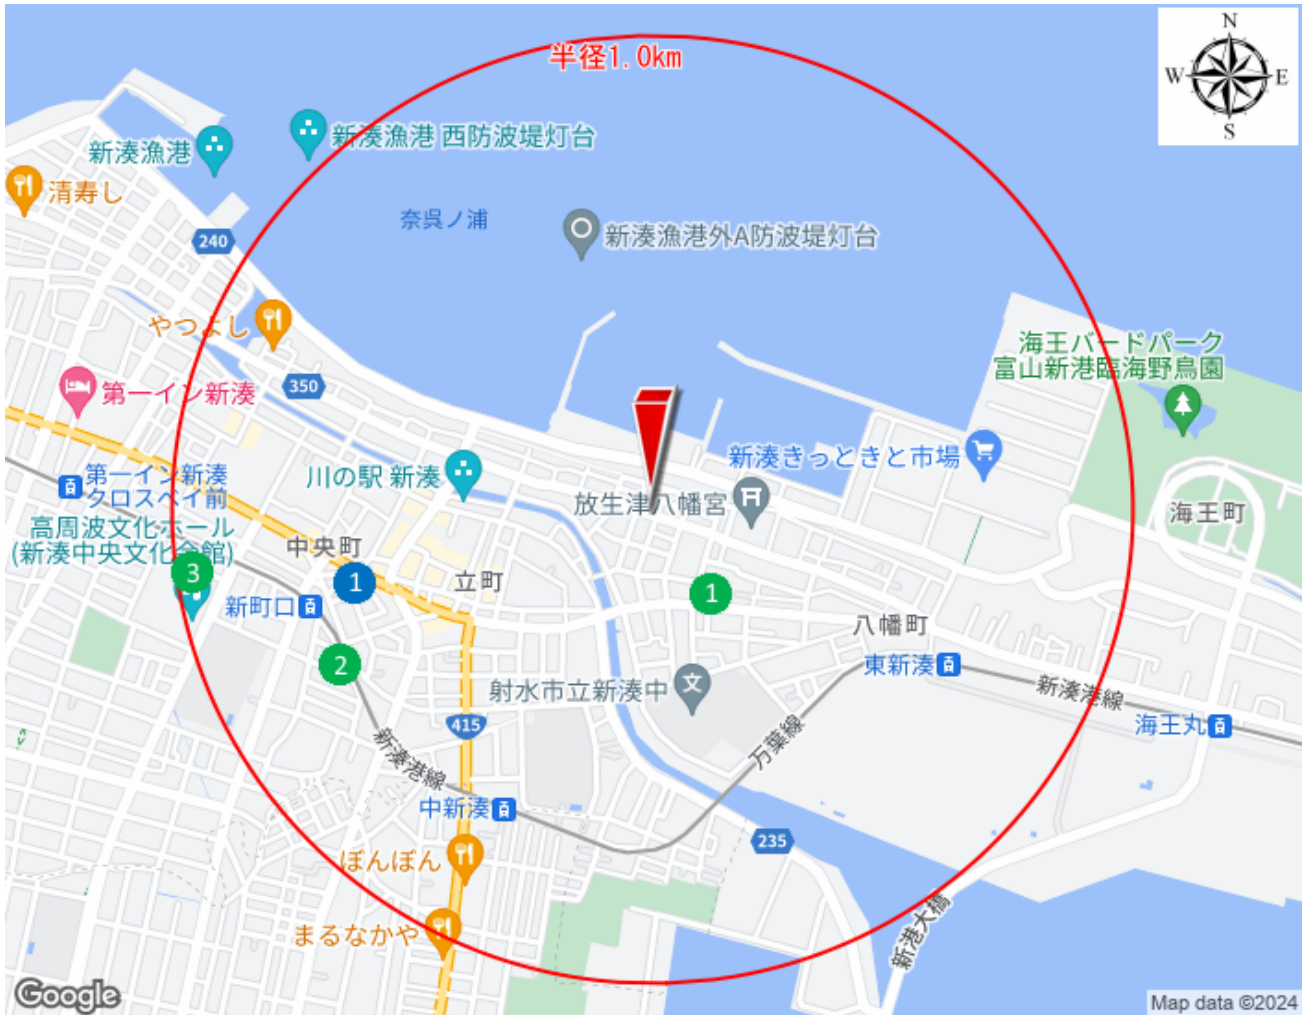 半径1.0km
N
W E
S
新湊漁港 西防波堤灯台
新湊漁港
清寿し
奈呉ノ浦
新湊漁港外A防波堤灯台
240
やつよし
海王バードパーク
富山新港臨海野鳥園
350
第一イン新湊
新湊きっときと市場
川の駅 新湊
第一イン新湊
クロスベイ前
放生津八幡宮
海王町
高周波文化ホール
(新湊中央文化会館)
中央町
3
1
立町
1
新町口
八幡町
2
東新湊
射水市立新湊中
文
新湊港線
415
海王丸
万葉線
新湊港線
中新湊
235
ぼんぼん
新港大橋
まるなかや
Google
Map data ©2024